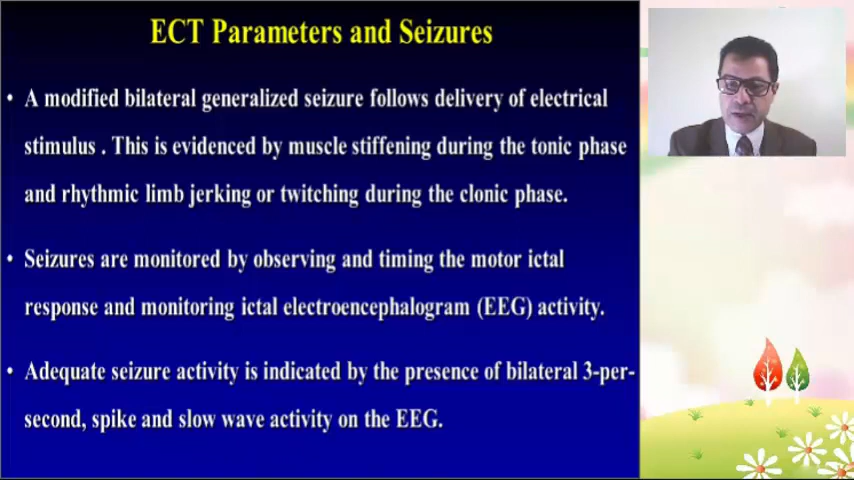 ECT Parameters and Seizures
• A modified bilateral generalized seizure follows delivery of electrical
stimulus . This is evidenced by muscle stiffening during the tonic phase
and rhythmic limb jerking or twitching during the clonic phase.
• Seizures are monitored by observing and timing the motor ictal
response and monitoring ictal electroencephalogram (EEG) activity.
• Adequate seizure activity is indicated by the presence of bilateral 3-per-
second, spike and slow wave activity on the EEG.